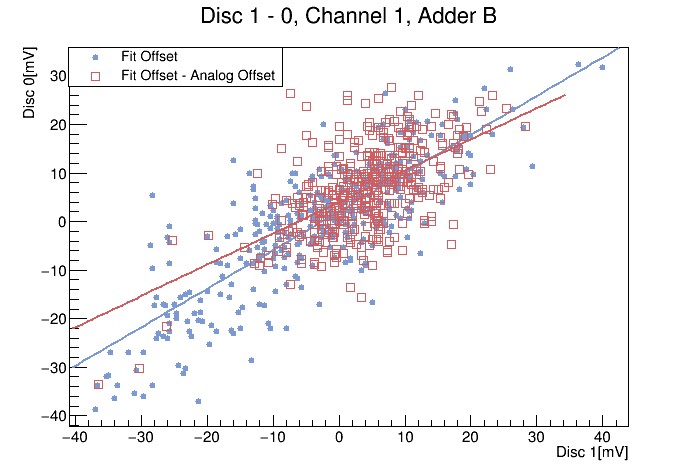 Disc 1 - 0, Channel 1, Adder B
Disc 0[mV]
Fit Offset
Fit Offset - Analog Offset
30
20
10
0
−10
−20
−30
−40
−40 −30 −20 −10 0 10 20 30 40
Disc 1[mV]